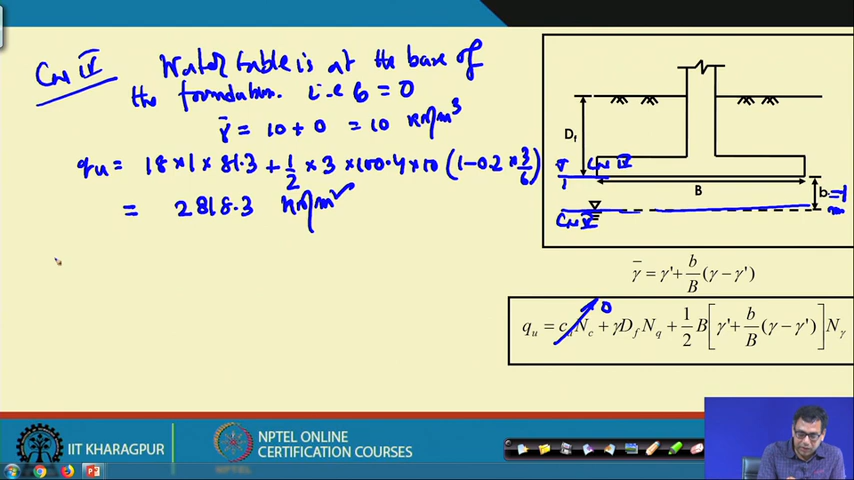 Case IV Water table is at the base of
the foundation. i.e b = 0
γ̄ = 10 + 0 = 10 kN/m³
qu = 18 × 1 × 81.3 + 1/2 × 3 × 100.4 × 10 (1 - 0.2 × 3/6)
= 2818.3 kN/m²
Df
Case IV
B
b = 1 m
Case V
γ̄ = γ' + b/B (γ − γ')
0
qu = cuNc + γDfNq + 1/2 B [γ' + b/B (γ − γ')] Nγ
IIT KHARAGPUR
NPTEL ONLINE
CERTIFICATION COURSES